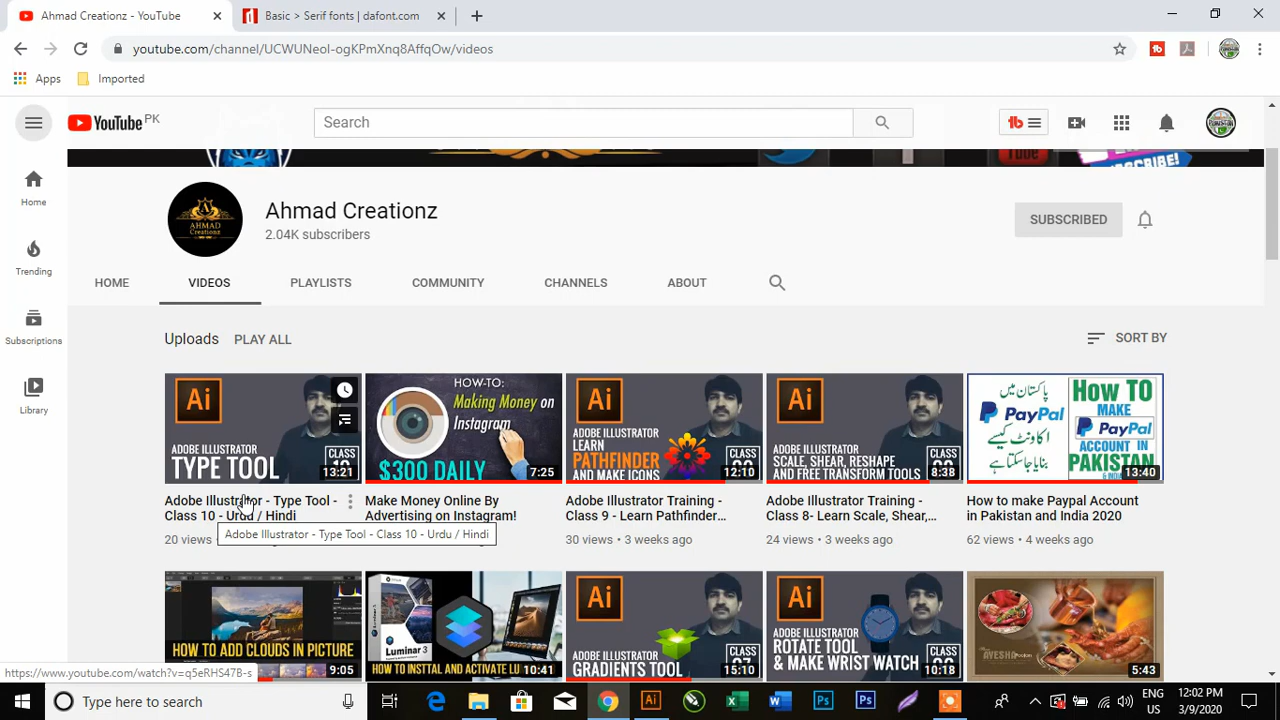 Ahmad Creationz - YouTube
Basic > Serif fonts | dafont.com
youtube.com/channel/UCWUNeol-ogKPmXnq8AffqOw/videos
Apps
Imported
YouTube PK
Search
Ahmad Creationz
2.04K subscribers
SUBSCRIBED
HOME
VIDEOS
PLAYLISTS
COMMUNITY
CHANNELS
ABOUT
Home
Trending
Subscriptions
Library
Uploads
PLAY ALL
SORT BY
Ai
ADOBE ILLUSTRATOR
TYPE TOOL
CLASS
13:21
Adobe Illustrator - Type Tool -
Class 10 - Urdu / Hindi
20 views
Adobe Illustrator - Type Tool - Class 10 - Urdu / Hindi
HOW-TO:
Making Money on
Instagram
$300 DAILY
7:25
Make Money Online By
Advertising on Instagram!
Ai
ADOBE ILLUSTRATOR
LEARN
PATHFINDER
AND MAKE ICONS
CLASS
12:10
Adobe Illustrator Training -
Class 9 - Learn Pathfinder...
30 views • 3 weeks ago
Ai
ADOBE ILLUSTRATOR
SCALE, SHEAR, RESHAPE
AND FREE TRANSFORM TOOLS
CLASS
8:38
Adobe Illustrator Training -
Class 8- Learn Scale, Shear,...
24 views • 3 weeks ago
پاکستان میں
PayPal
اکاونٹ کیسے
بنایا جاسکتا ہے
HOW TO
MAKE
PayPal
ACCOUNT IN
PAKISTAN
13:40
How to make Paypal Account
in Pakistan and India 2020
62 views • 4 weeks ago
HOW TO ADD CLOUDS IN PICTURE
9:05
Luminar 3
HOW TO INSTAL AND ACTIVATE LU
10:41
Ai
ADOBE ILLUSTRATOR
GRADIENTS TOOL
CLASS
15:10
Ai
ADOBE ILLUSTRATOR
ROTATE TOOL
& MAKE WRIST WATCH
CLASS
10:18
5:43
https://www.youtube.com/watch?v=q5eRHS47B-s
Type here to search
ENG
US
12:02 PM
3/9/2020